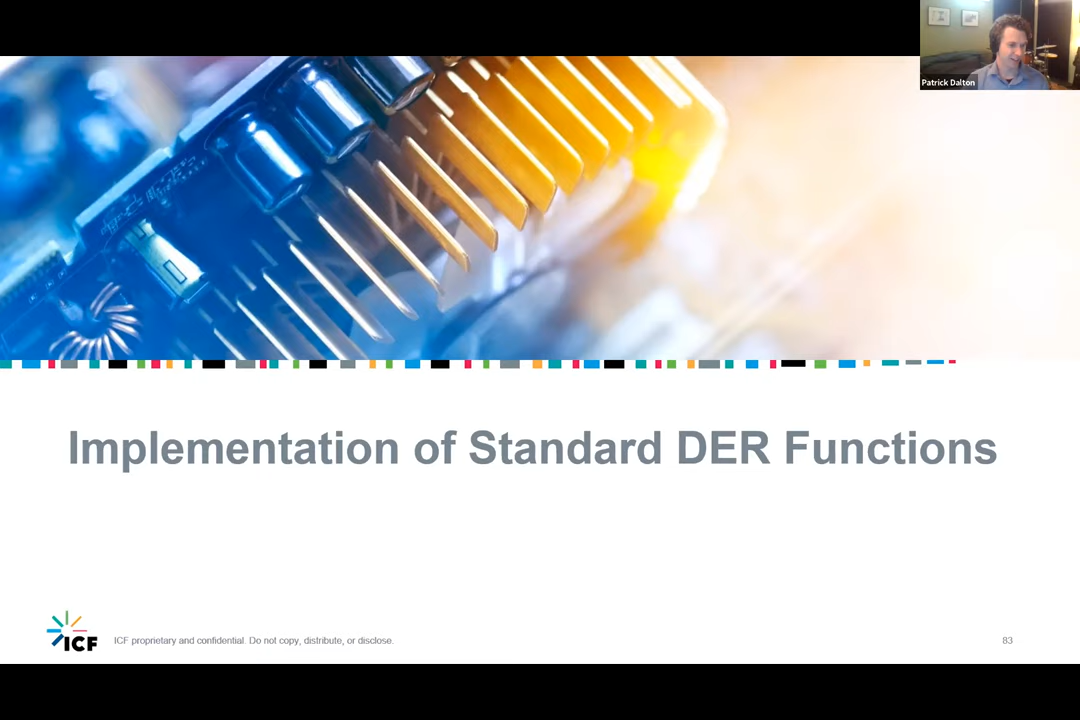 Patrick Dalton
Implementation of Standard DER Functions
ICF
ICF proprietary and confidential. Do not copy, distribute, or disclose.
83